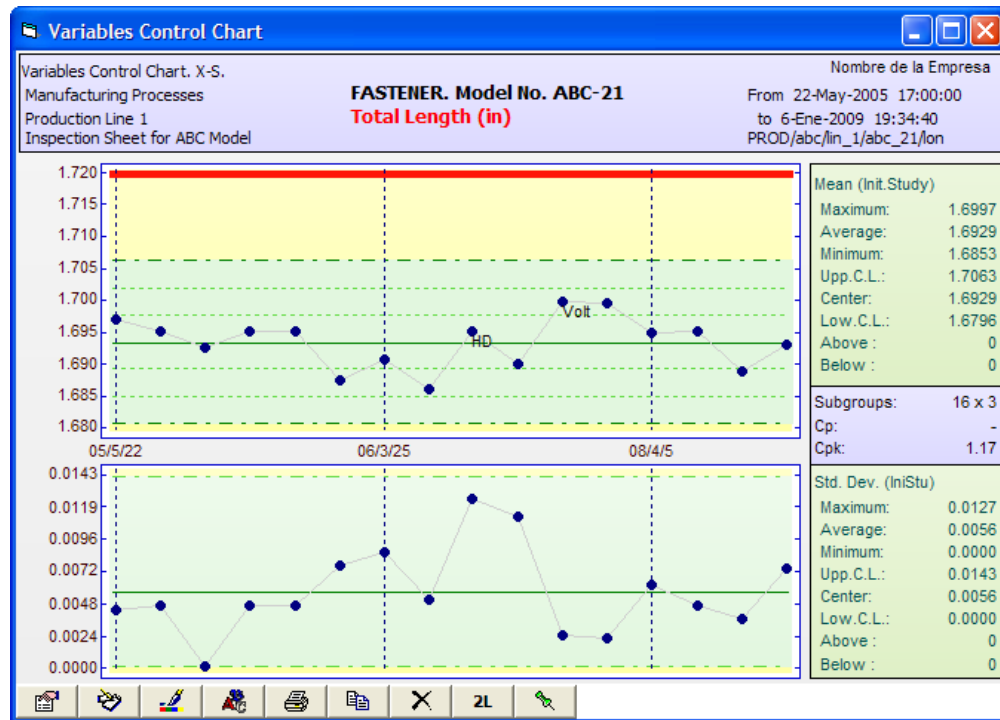 Variables Control Chart
Variables Control Chart. X-S.
Manufacturing Processes
Production Line 1
Inspection Sheet for ABC Model
FASTENER. Model No. ABC-21
Total Length (in)
Nombre de la Empresa
From 22-May-2005 17:00:00
to 6-Ene-2009 19:34:40
PROD/abc/lin_1/abc_21/lon
1.720
1.715
1.710
1.705
1.700
1.695
1.690
1.685
1.680
Volt
HD
05/5/22 06/3/25 08/4/5
0.0143
0.0119
0.0096
0.0072
0.0048
0.0024
0.0000
Mean (Init.Study)
Maximum: 1.6997
Average: 1.6929
Minimum: 1.6853
Upp.C.L.: 1.7063
Center: 1.6929
Low.C.L.: 1.6796
Above : 0
Below : 0
Subgroups: 16 x 3
Cp: -
Cpk: 1.17
Std. Dev. (IniStu)
Maximum: 0.0127
Average: 0.0056
Minimum: 0.0000
Upp.C.L.: 0.0143
Center: 0.0056
Low.C.L.: 0.0000
Above : 0
Below : 0
2L